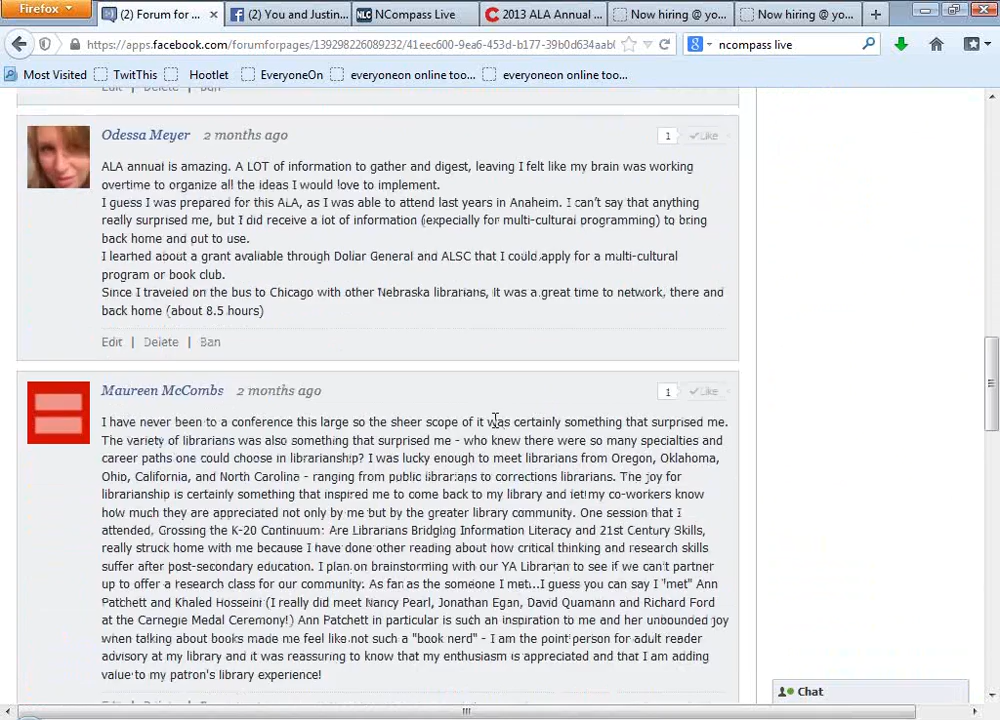 Firefox
(2) Forum for ...
(2) You and Justin,...
NCompass Live
2013 ALA Annual ...
Now hiring @ yo...
Now hiring @ yo...
https://apps.facebook.com/forumforpages/139298226089232/41eec600-9ea6-453d-b177-39b0d634aab
ncompass live
Most Visited
TwitThis
Hootlet
EveryoneOn
everyoneon online too...
everyoneon online too...
Edit | Delete | Ban
Odessa Meyer 2 months ago
1 Like
ALA annual is amazing. A LOT of information to gather and digest, leaving I felt like my brain was working
overtime to organize all the ideas I would love to implement.
I guess I was prepared for this ALA, as I was able to attend last years in Anaheim. I can't say that anything
really surprised me, but I did receive a lot of information (expecially for multi-cultural programming) to bring
back home and put to use.
I learned about a grant avaliable through Dollar General and ALSC that I could apply for a multi-cultural
program or book club.
Since I traveled on the bus to Chicago with other Nebraska librarians, it was a great time to network, there and
back home (about 8.5 hours)
Edit | Delete | Ban
Maureen McCombs 2 months ago
1 Like
I have never been to a conference this large so the sheer scope of it was certainly something that surprised me.
The variety of librarians was also something that surprised me - who knew there were so many specialties and
career paths one could choose in librarianship? I was lucky enough to meet librarians from Oregon, Oklahoma,
Ohio, California, and North Carolina - ranging from public librarians to corrections librarians. The joy for
librarianship is certainly something that inspired me to come back to my library and let my co-workers know
how much they are appreciated not only by me but by the greater library community. One session that I
attended, Grossing the K-20 Continuum: Are Librarians Bridging Information Literacy and 21st Century Skills,
really struck home with me because I have done other reading about how critical thinking and research skills
suffer after post-secondary education. I plan on brainstorming with our YA Librarian to see if we can't partner
up to offer a research class for our community. As far as the someone I met...I guess you can say I "met" Ann
Patchett and Khaled Hosseini (I really did meet Nancy Pearl, Jonathan Egan, David Quamann and Richard Ford
at the Carnegie Medal Ceremony!) Ann Patchett in particular is such an inspiration to me and her unbounded joy
when talking about books made me feel like not such a "book nerd" - I am the point person for adult reader
advisory at my library and it was reassuring to know that my enthusiasm is appreciated and that I am adding
value to my patron's library experience!
Chat